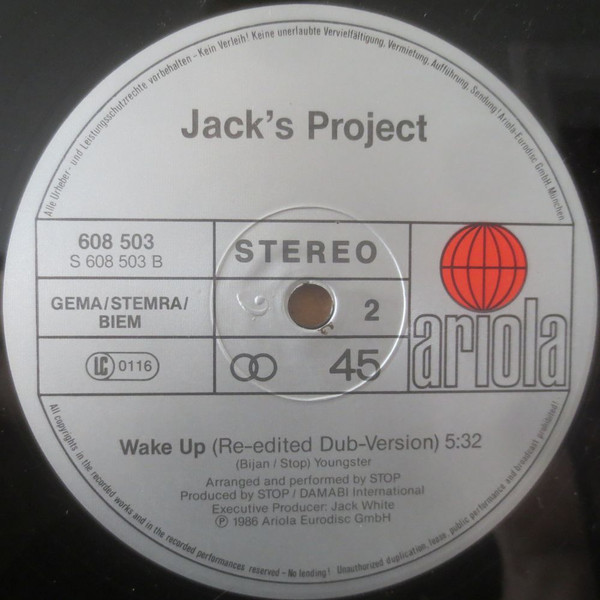 Alle Urheber- und Leistungsschutzrechte vorbehalten - Kein Verleih! Keine unerlaubte Vervielfältigung, Vermietung, Aufführung, Sendung! Ariola-Eurodisc GmbH, München
Jack's Project
608 503
S 608 503 B
STEREO
GEMA/STEMRA/
BIEM
2
LC 0116
45
ariola
Wake Up (Re-edited Dub-Version) 5:32
(Bijan / Stop) Youngster
Arranged and performed by STOP
Produced by STOP / DAMABI International
Executive Producer: Jack White
℗ 1986 Ariola Eurodisc GmbH
All copyrights in the recorded works and in the recorded performances reserved - No lending! Unauthorized duplication, lease, public performance and broadcast prohibited!